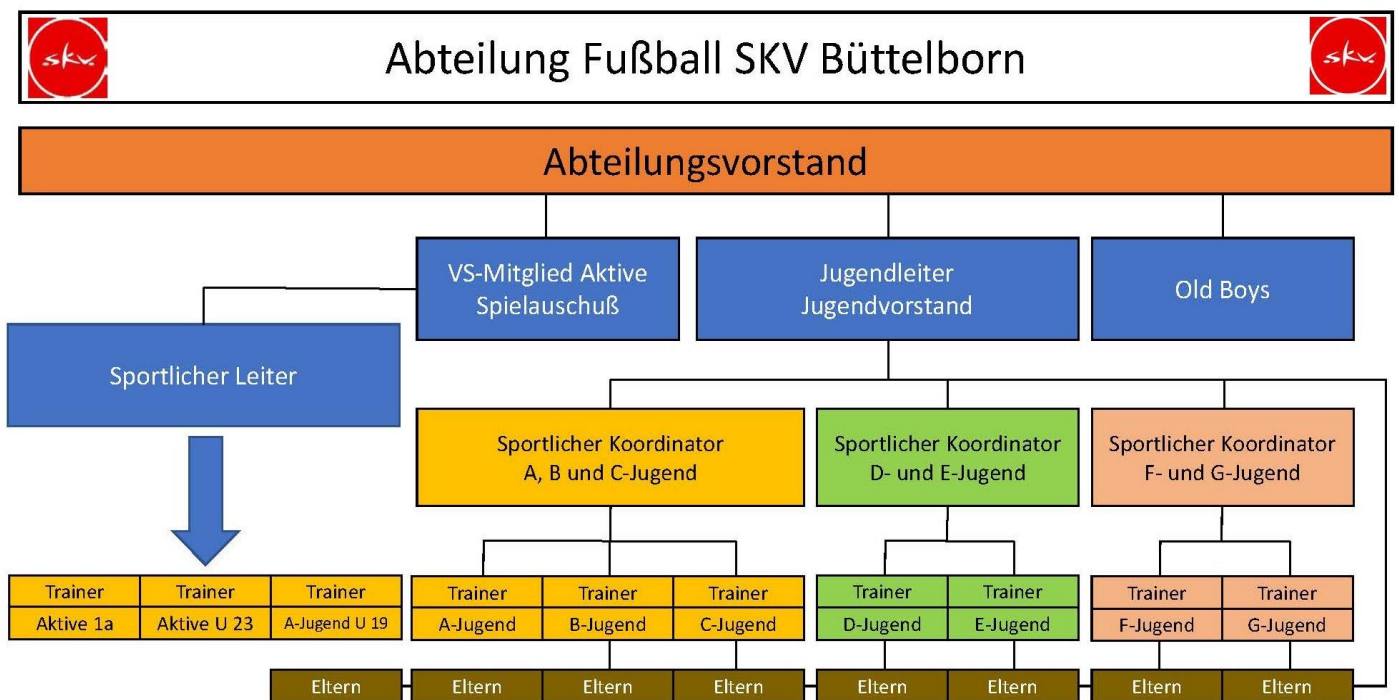 skv
Abteilung Fußball SKV Büttelborn
skv
Abteilungsvorstand
VS-Mitglied Aktive
Spielauschuß
Jugendleiter
Jugendvorstand
Old Boys
Sportlicher Leiter
Sportlicher Koordinator
A, B und C-Jugend
Sportlicher Koordinator
D- und E-Jugend
Sportlicher Koordinator
F- und G-Jugend
Trainer
Aktive 1a
Trainer
Aktive U 23
Trainer
A-Jugend U 19
Trainer
A-Jugend
Trainer
B-Jugend
Trainer
C-Jugend
Trainer
D-Jugend
Trainer
E-Jugend
Trainer
F-Jugend
Trainer
G-Jugend
Eltern
Eltern
Eltern
Eltern
Eltern
Eltern
Eltern
Eltern